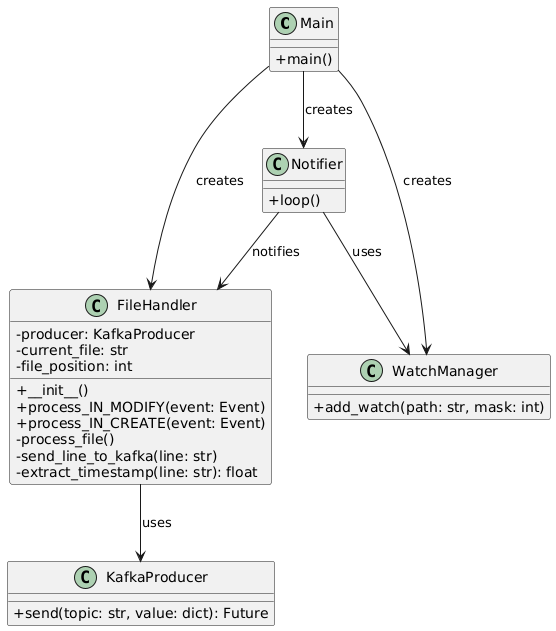 C Main
+main()
creates
C Notifier
+loop()
creates
creates
notifies
uses
C FileHandler
-producer: KafkaProducer
-current_file: str
-file_position: int
+__init__()
+process_IN_MODIFY(event: Event)
+process_IN_CREATE(event: Event)
-process_file()
-send_line_to_kafka(line: str)
-extract_timestamp(line: str): float
C WatchManager
+add_watch(path: str, mask: int)
uses
C KafkaProducer
+send(topic: str, value: dict): Future